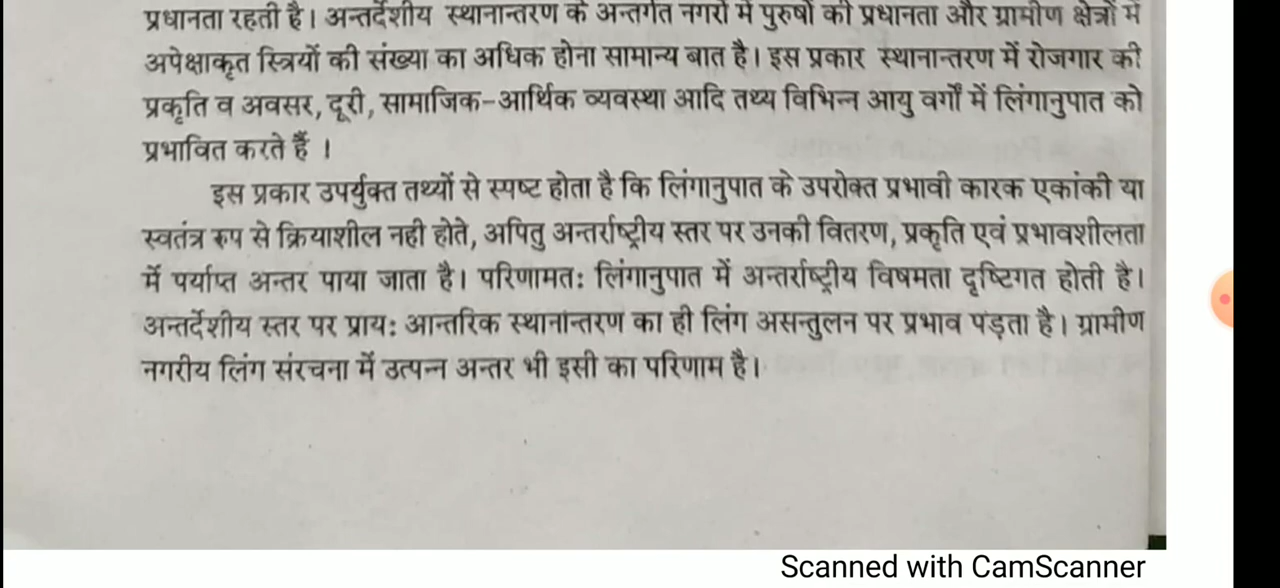 प्रधानता रहती है। अन्तर्देशीय स्थानान्तरण के अन्तर्गत नगरों में पुरुषों की प्रधानता और ग्रामीण क्षेत्रों में
अपेक्षाकृत स्त्रियों की संख्या का अधिक होना सामान्य बात है। इस प्रकार स्थानान्तरण में रोजगार की
प्रकृति व अवसर, दूरी, सामाजिक-आर्थिक व्यवस्था आदि तथ्य विभिन्न आयु वर्गों में लिंगानुपात को
प्रभावित करते हैं ।
इस प्रकार उपर्युक्त तथ्यों से स्पष्ट होता है कि लिंगानुपात के उपरोक्त प्रभावी कारक एकांकी या
स्वतंत्र रुप से क्रियाशील नही होते, अपितु अन्तर्राष्ट्रीय स्तर पर उनकी वितरण, प्रकृति एवं प्रभावशीलता
में पर्याप्त अन्तर पाया जाता है। परिणामतः लिंगानुपात में अन्तर्राष्ट्रीय विषमता दृष्टिगत होती है।
अन्तर्देशीय स्तर पर प्रायः आन्तरिक स्थानान्तरण का ही लिंग असन्तुलन पर प्रभाव पड़ता है। ग्रामीण
नगरीय लिंग संरचना में उत्पन्न अन्तर भी इसी का परिणाम है।
Scanned with CamScanner